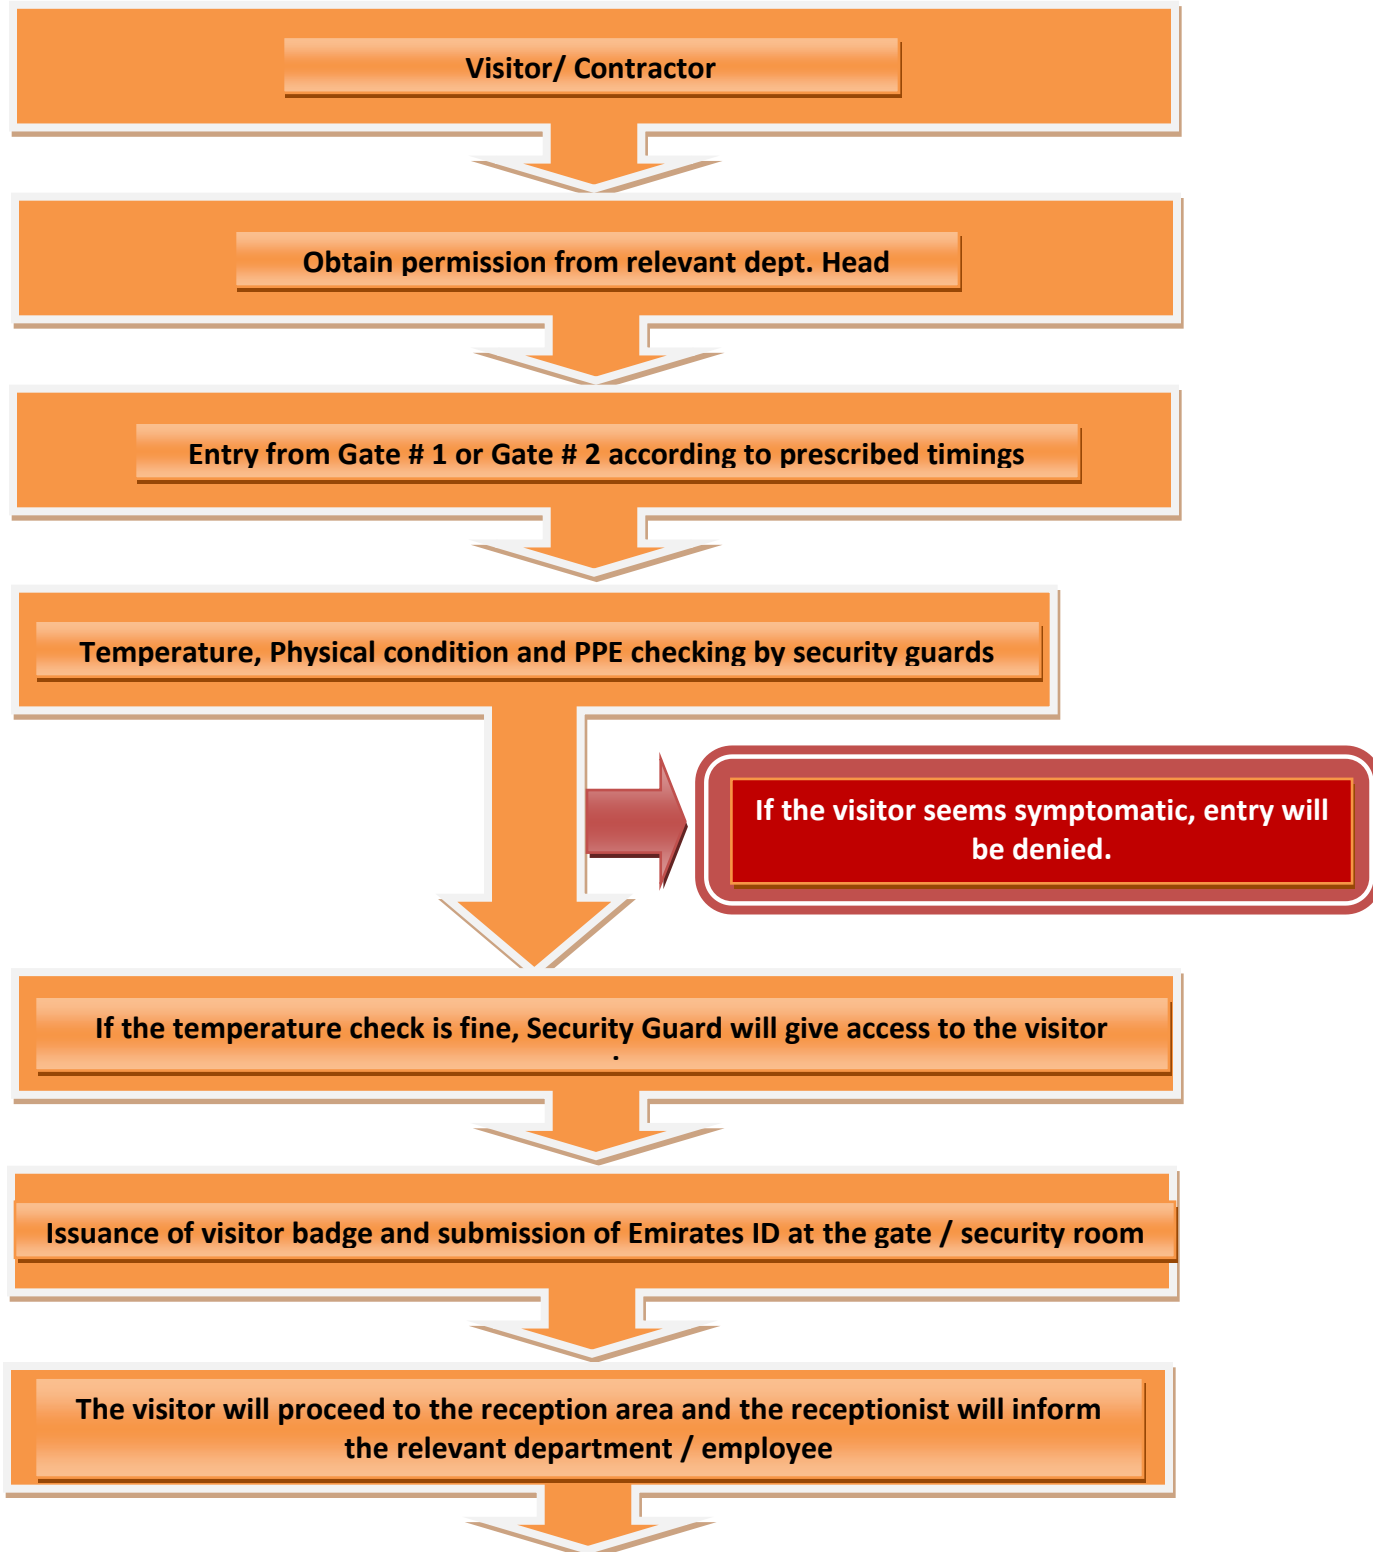 Visitor/ Contractor
Obtain permission from relevant dept. Head
Entry from Gate # 1 or Gate # 2 according to prescribed timings
Temperature, Physical condition and PPE checking by security guards
If the visitor seems symptomatic, entry will
be denied.
If the temperature check is fine, Security Guard will give access to the visitor
Issuance of visitor badge and submission of Emirates ID at the gate / security room
The visitor will proceed to the reception area and the receptionist will inform
the relevant department / employee